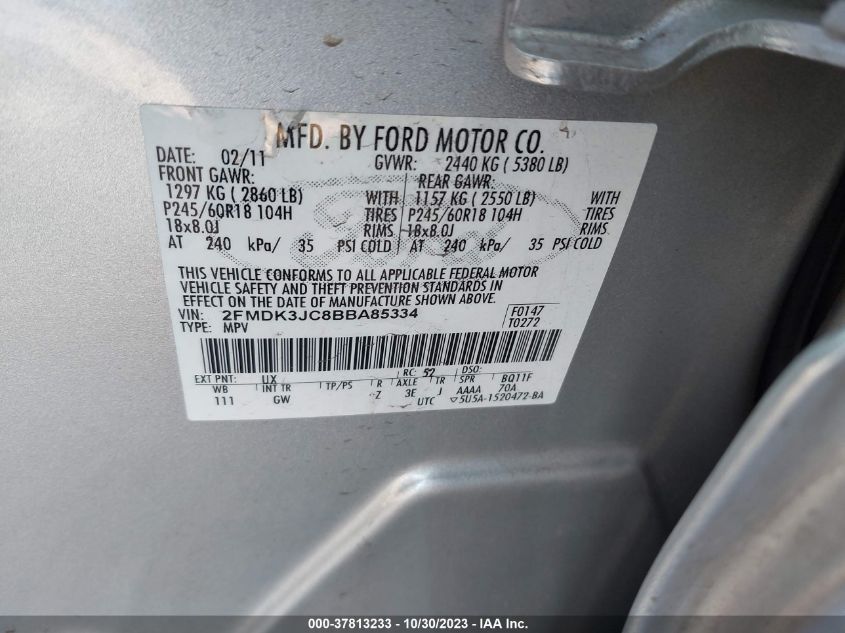 MFD. BY FORD MOTOR CO.
DATE: 02/11 GVWR: 2440 KG ( 5380 LB)
FRONT GAWR: REAR GAWR:
1297 KG ( 2860 LB) WITH 1157 KG ( 2550 LB) WITH
P245/60R18 104H TIRES P245/60R18 104H TIRES
18x8.0J RIMS 18x8.0J RIMS
AT 240 kPa/ 35 PSI COLD AT 240 kPa/ 35 PSI COLD
Ford
THIS VEHICLE CONFORMS TO ALL APPLICABLE FEDERAL MOTOR
VEHICLE SAFETY AND THEFT PREVENTION STANDARDS IN
EFFECT ON THE DATE OF MANUFACTURE SHOWN ABOVE.
VIN: 2FMDK3JC8BBA85334 F0147
TYPE: MPV T0272
EXT PNT: UX RC: 52 DSO:
WB INT TR TP/PS R AXLE TR SPR BQ11F
111 GW Z 3E J AAAA 70A
UTC ▽5U5A-1520472-BA
000-37813233 - 10/30/2023 - IAA Inc.